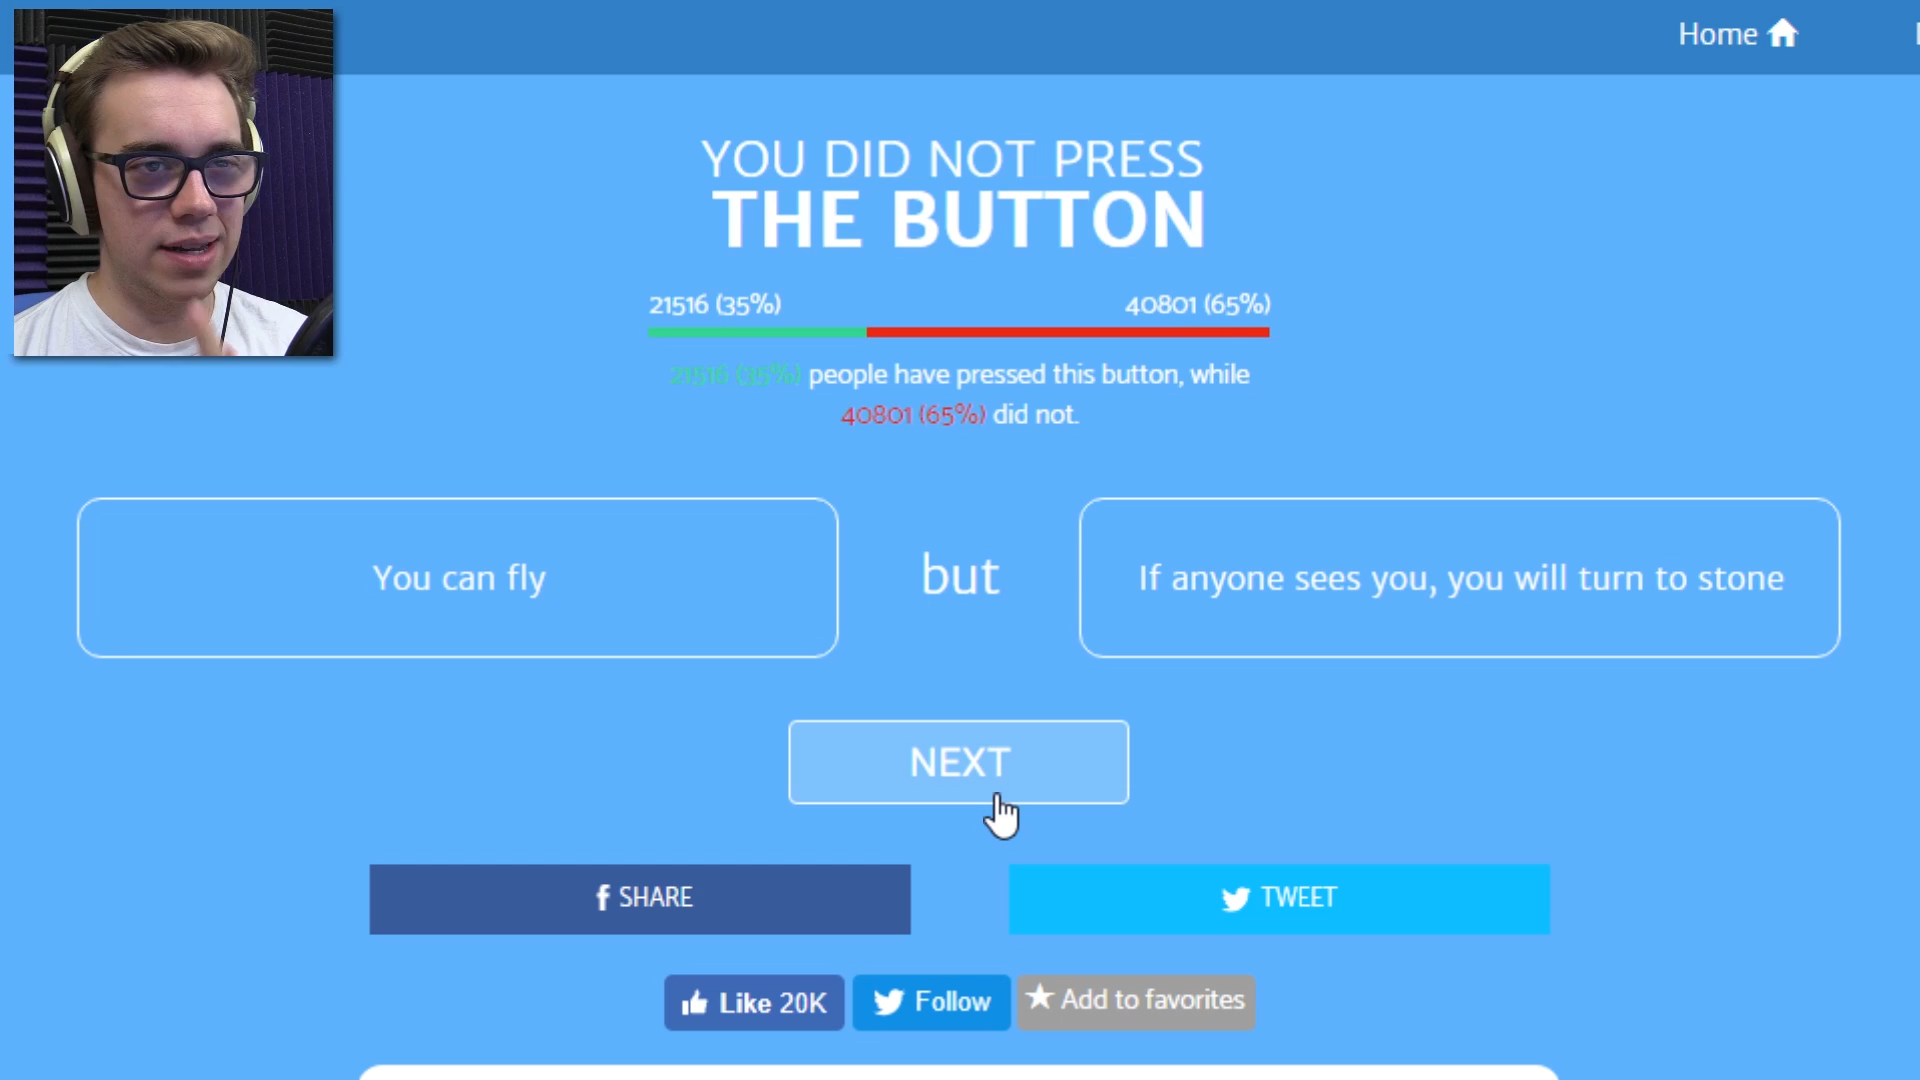 Home
YOU DID NOT PRESS
THE BUTTON
21516 (35%) 40801 (65%)
21516 (35%) people have pressed this button, while
40801 (65%) did not.
You can fly but If anyone sees you, you will turn to stone
NEXT
f SHARE TWEET
Like 20K Follow Add to favorites